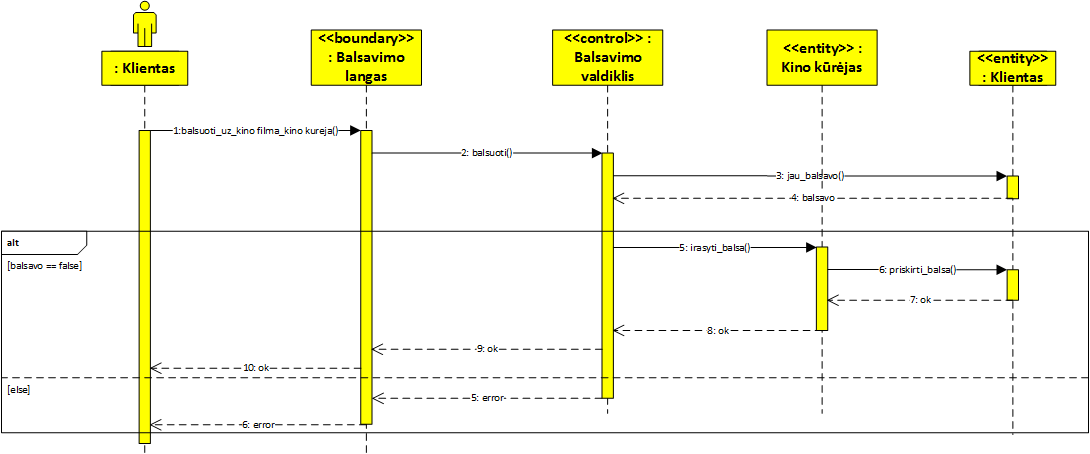 : Klientas
<<boundary>>
: Balsavimo
langas
<<control>> :
Balsavimo
valdiklis
<<entity>> :
Kino kūrėjas
<<entity>>
: Klientas
1:balsuoti_uz_kino filma_kino kureja()
2: balsuoti()
3: jau_balsavo()
4: balsavo
alt
[balsavo == false]
5: irasyti_balsa()
6: priskirti_balsa()
7: ok
8: ok
9: ok
10: ok
[else]
5: error
6: error